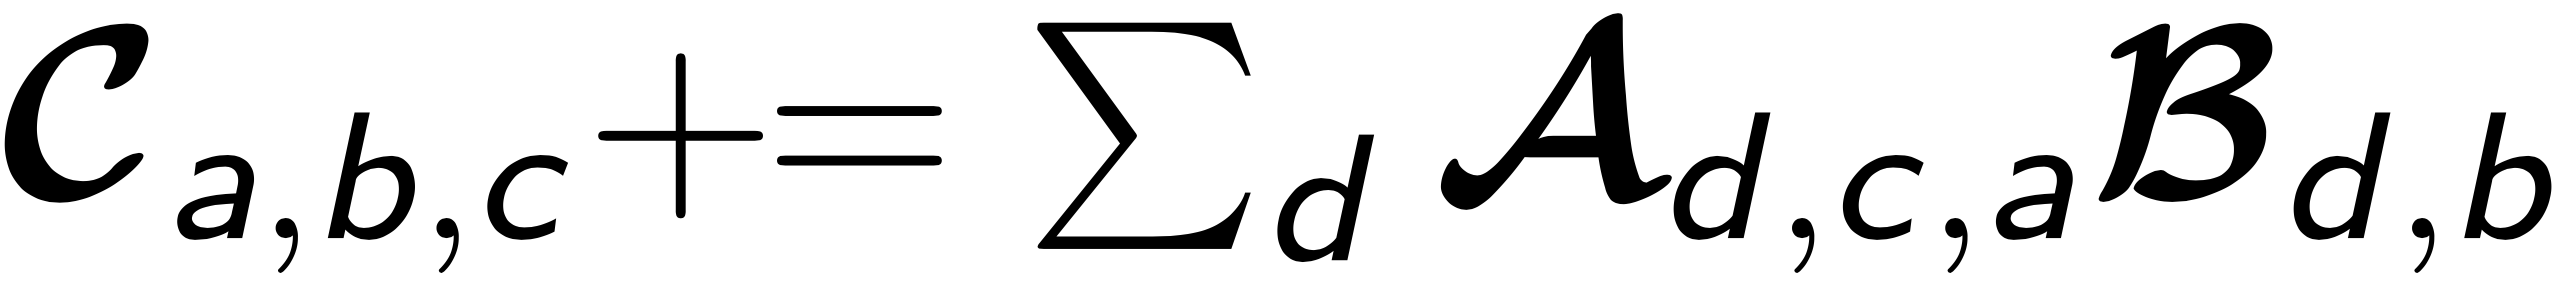 𝓒_{a,b,c} += ∑_d 𝓐_{d,c,a} 𝓑_{d,b}